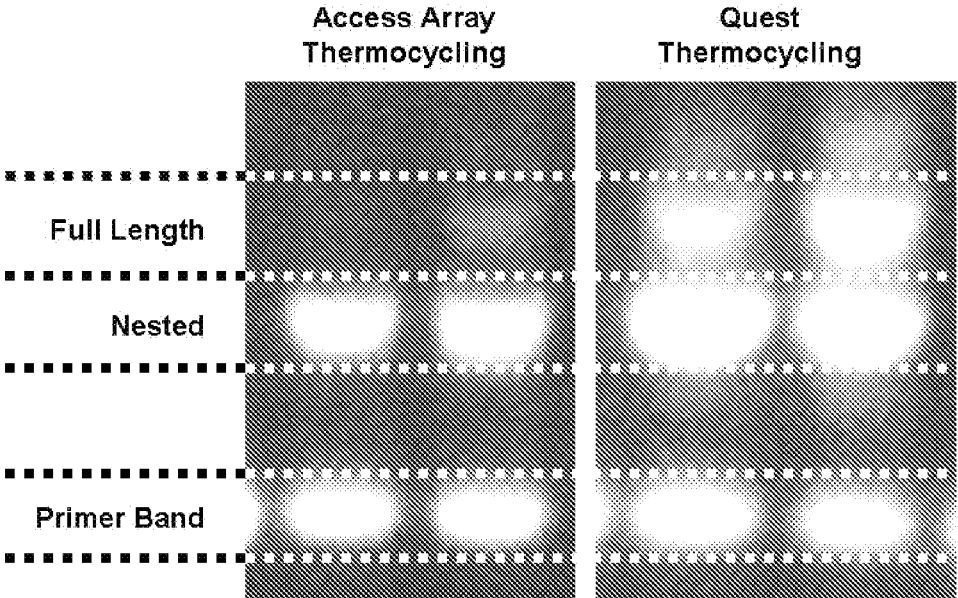 Access Array
Thermocycling
Quest
Thermocycling
Full Length
Nested
Primer Band